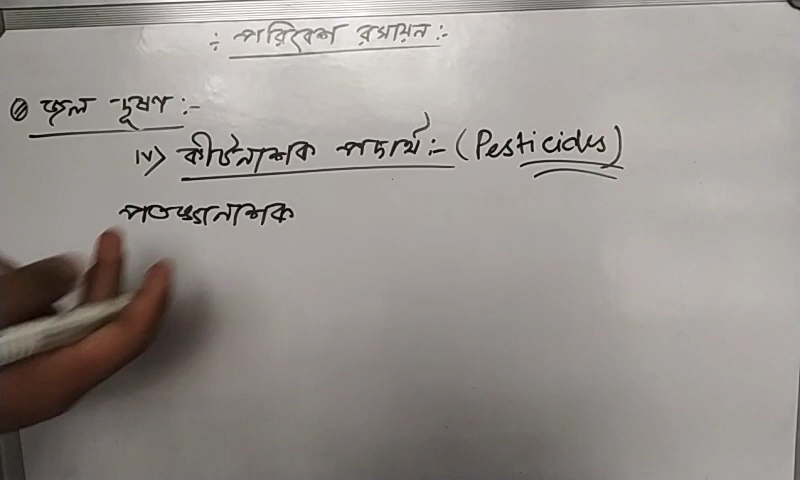 : পরিবেশ রসায়ন :-
জল দূষণ :-
iv) কীটনাশক পদার্থ :- (Pesticides)
পতঙ্গনাশক